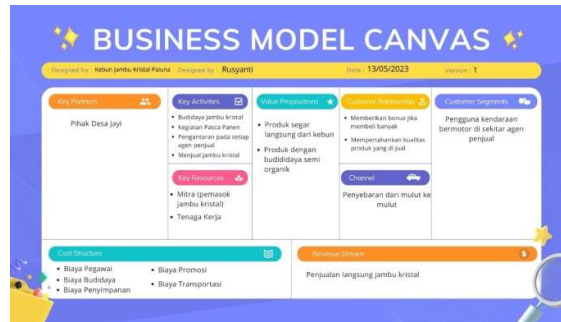 BUSINESS MODEL CANVAS
Designed for : Kebun Jambu Kristal Paluna Designed by : Rusyanti Date : 13/05/2023 Version : 1
Key Partners
Pihak Desa Jayi
Key Activities
• Budidaya jambu kristal
• Kegiatan Pasca Panen
• Pengantaran pada setiap
agen penjual
• Menjual jambu kristal
Key Resources
• Mitra (pemasok
jambu kristal)
• Tenaga Kerja
Value Propositions
• Produk segar
langsung dari kebun
• Produk dengan
budididaya semi
organik
Customer Relationship
• Memberikan bonus jika
membeli banyak
• Mempertahankan kualitas
produk yang di jual
Channel
Penyebaran dari mulut ke
mulut
Customer Segments
Pengguna kendaraan
bermotor di sekitar agen
penjual
Cost Structure
• Biaya Pegawai
• Biaya Budidaya
• Biaya Penyimpanan
• Biaya Promosi
• Biaya Transportasi
Revenue Stream
Penjualan langsung jambu kristal